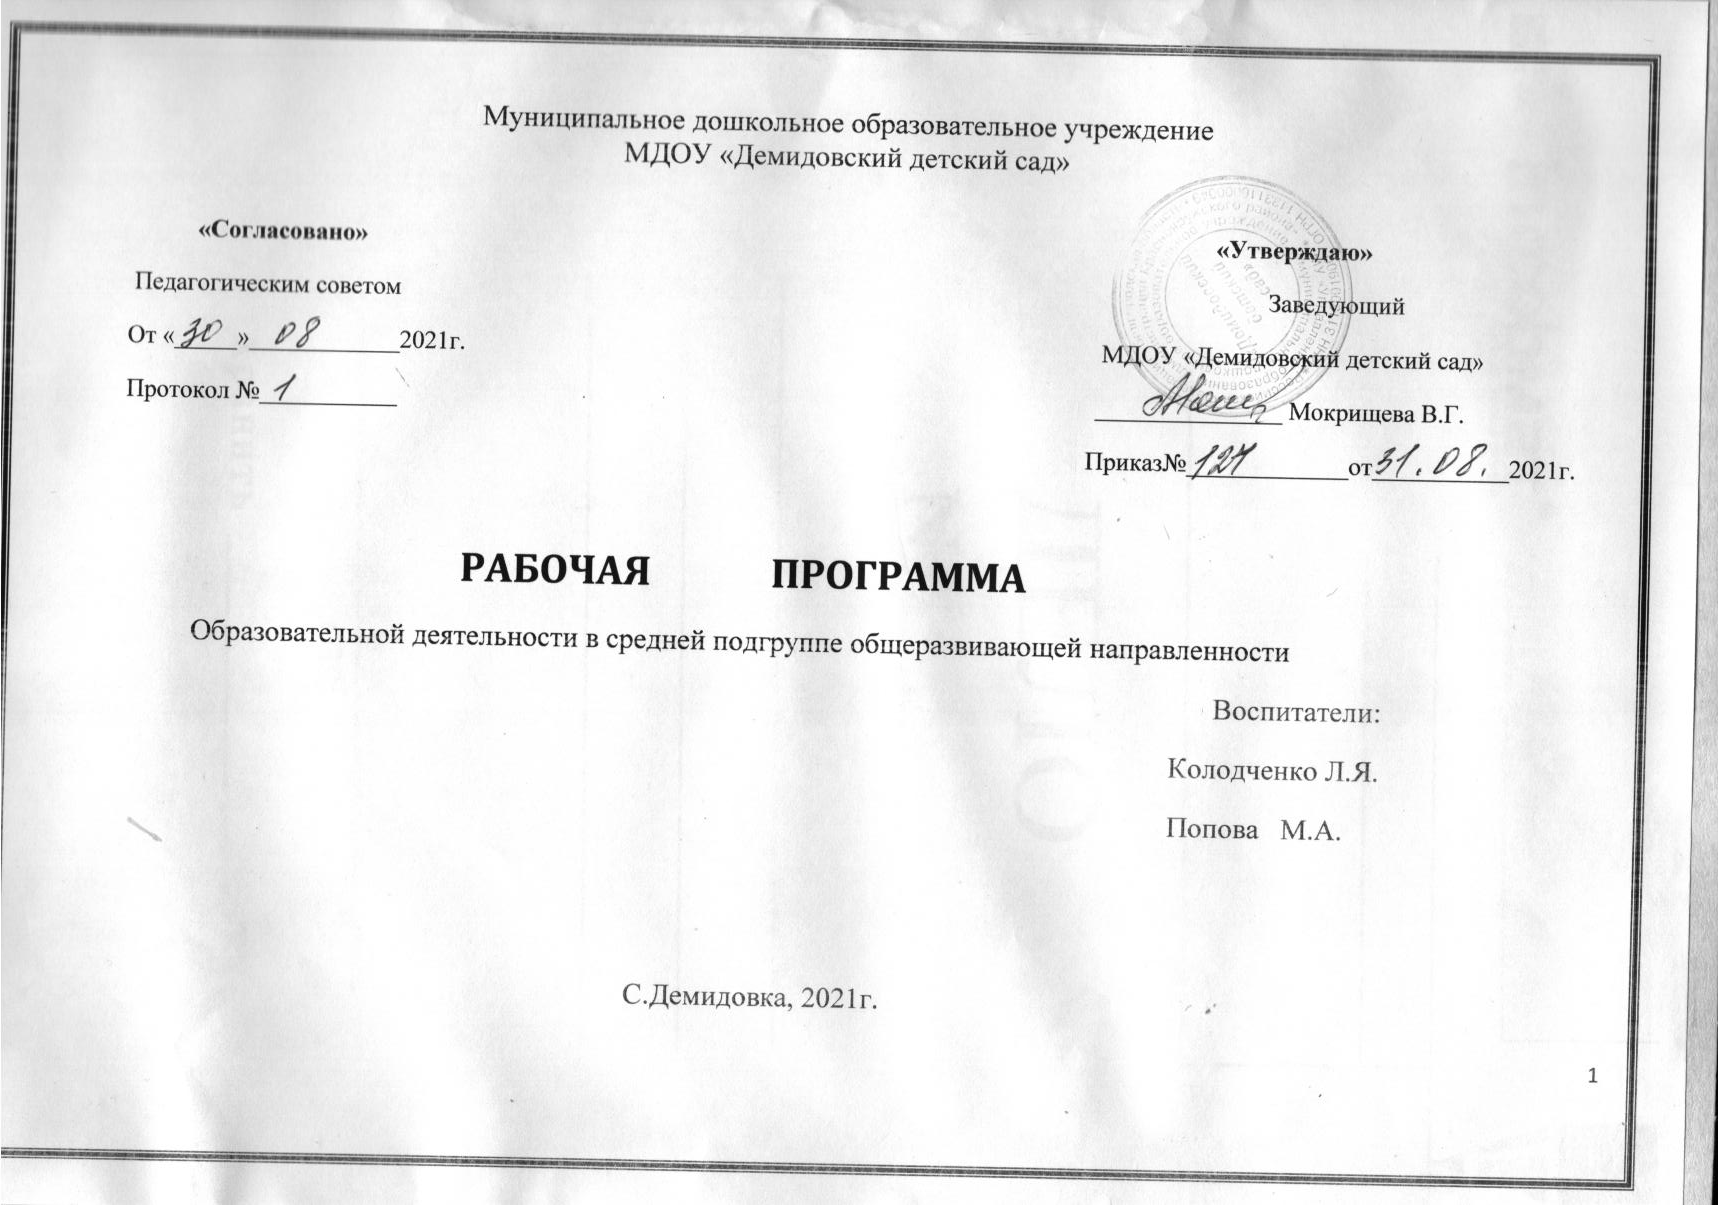 Муниципальное дошкольное образовательное учреждение
МДОУ «Демидовский детский сад»
«Согласовано»
Педагогическим советом
От «30» 08 2021г.
Протокол № 1
«Утверждаю»
Заведующий
МДОУ «Демидовский детский сад»
Мокрищева В.Г.
Приказ№ 127 от 31.08. 2021г.
РАБОЧАЯ ПРОГРАММА
Образовательной деятельности в средней подгруппе общеразвивающей направленности
Воспитатели:
Колодченко Л.Я.
Попова М.А.
С.Демидовка, 2021г.
1